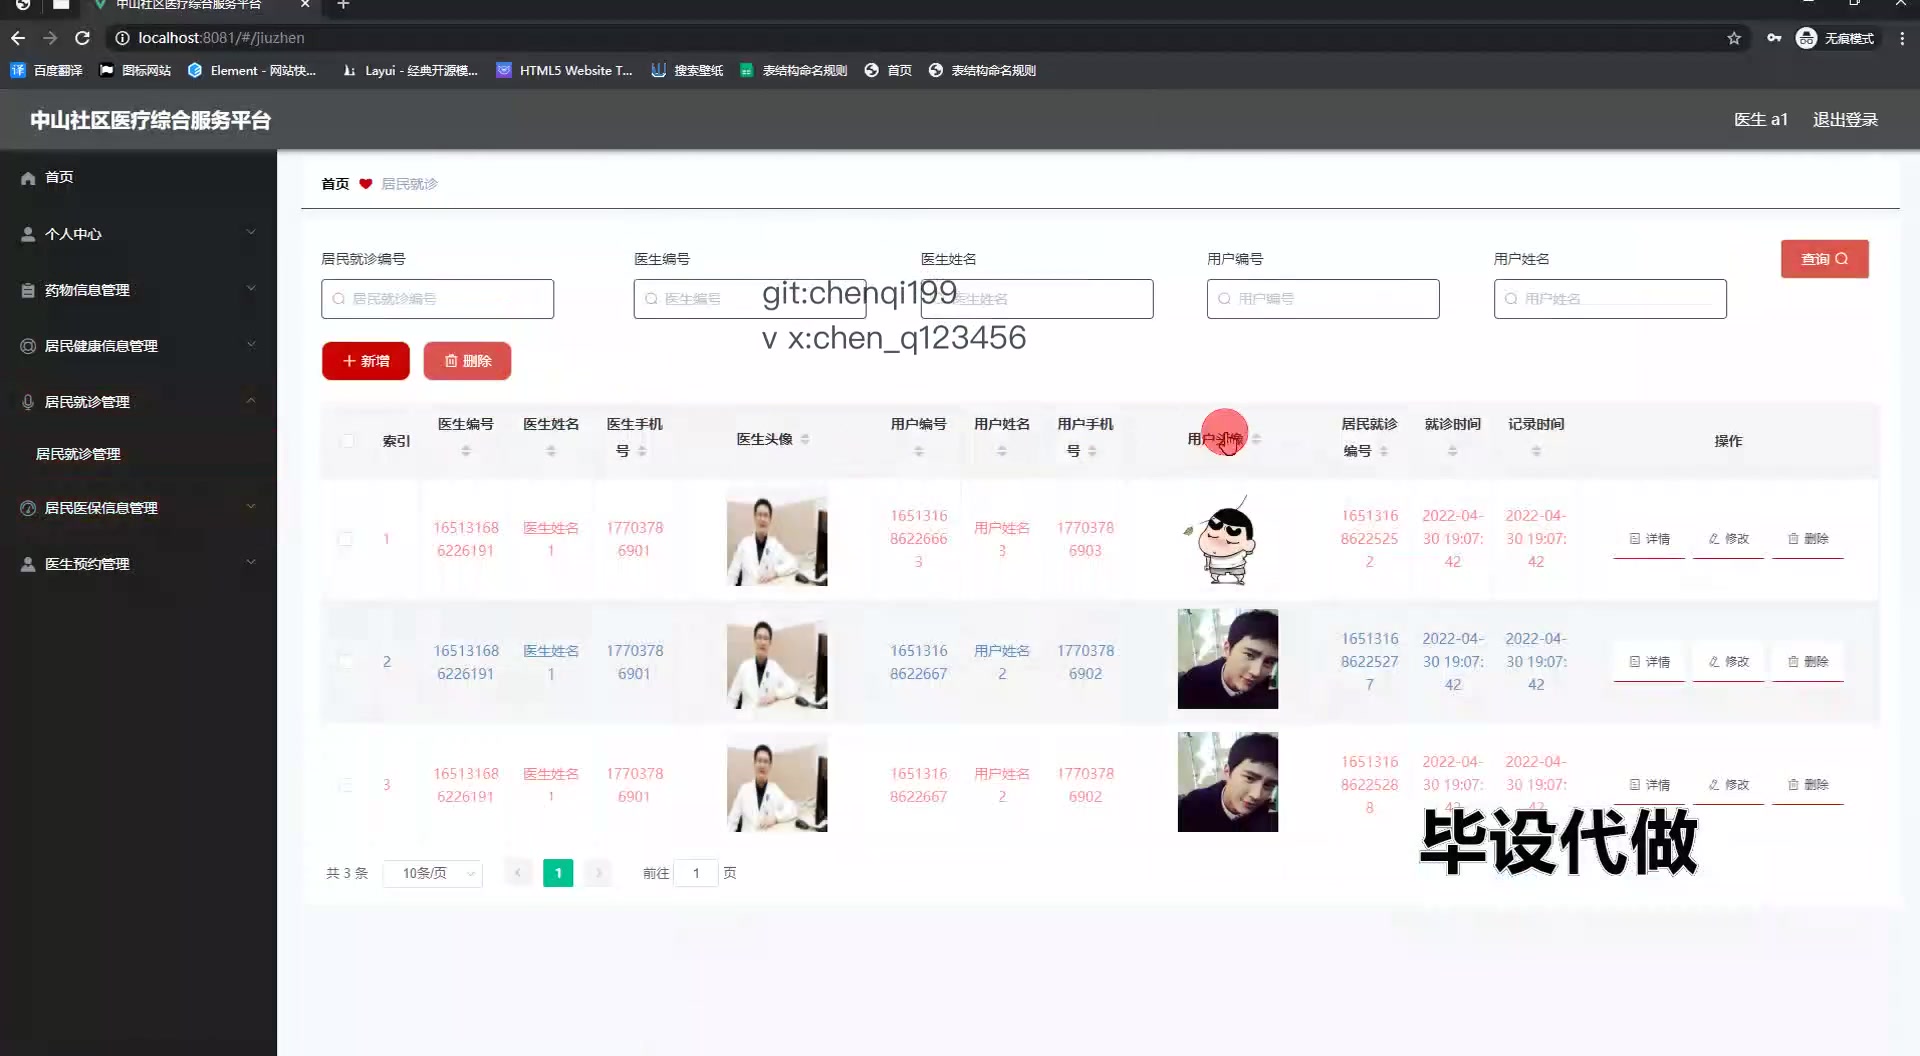 中山社区医疗综合服务平台
localhost:8081/#/jiuzhen
无痕模式
百度翻译 图标网站 Element - 网站快... Layui - 经典开源模... HTML5 Website T... 搜索壁纸 表结构命名规则 首页 表结构命名规则
中山社区医疗综合服务平台
医生 a1 退出登录
首页
个人中心
药物信息管理
居民健康信息管理
居民就诊管理
居民就诊管理
居民医保信息管理
医生预约管理
首页 居民就诊
居民就诊编号 医生编号 医生姓名 用户编号 用户姓名
查询
居民就诊编号 医生编号 医生姓名 用户编号 用户姓名
git:chenqi199
v x:chen_q123456
新增 删除
索引 医生编号 医生姓名 医生手机号 医生头像 用户编号 用户姓名 用户手机号 用户头像 居民就诊编号 就诊时间 记录时间 操作
1 165131686226191 医生姓名1 17703786901 165131686226663 用户姓名3 17703786903 165131686225252 2022-04-30 19:07:42 2022-04-30 19:07:42 详情 修改 删除
2 165131686226191 医生姓名1 17703786901 16513168622667 用户姓名2 17703786902 165131686225277 2022-04-30 19:07:42 2022-04-30 19:07:42 详情 修改 删除
3 165131686226191 医生姓名1 17703786901 16513168622667 用户姓名2 17703786902 165131686225288 2022-04-30 19:07:42 2022-04-30 19:07: 详情 修改 删除
毕设代做
共 3 条 10条/页 1 前往 1 页